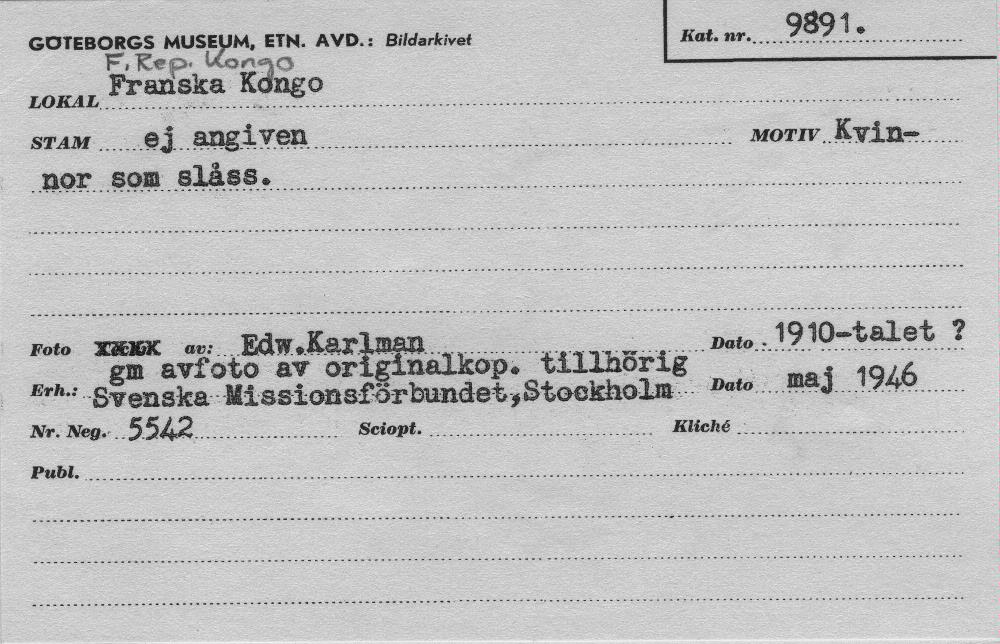 GÖTEBORGS MUSEUM, ETN. AVD.: Bildarkivet
Kat. nr. 9891.
F. Rep. Kongo
LOKAL Franska Kongo
STAM ej angiven
MOTIV Kvin-
nor som slåss.
Foto av: Edw.Karlman
Dato 1910-talet ?
gm avfoto av originalkop. tillhörig
Erh.: Svenska Missionsförbundet,Stockholm
Dato maj 1946
Nr. Neg. 5542
Sciopt.
Kliché
Publ.